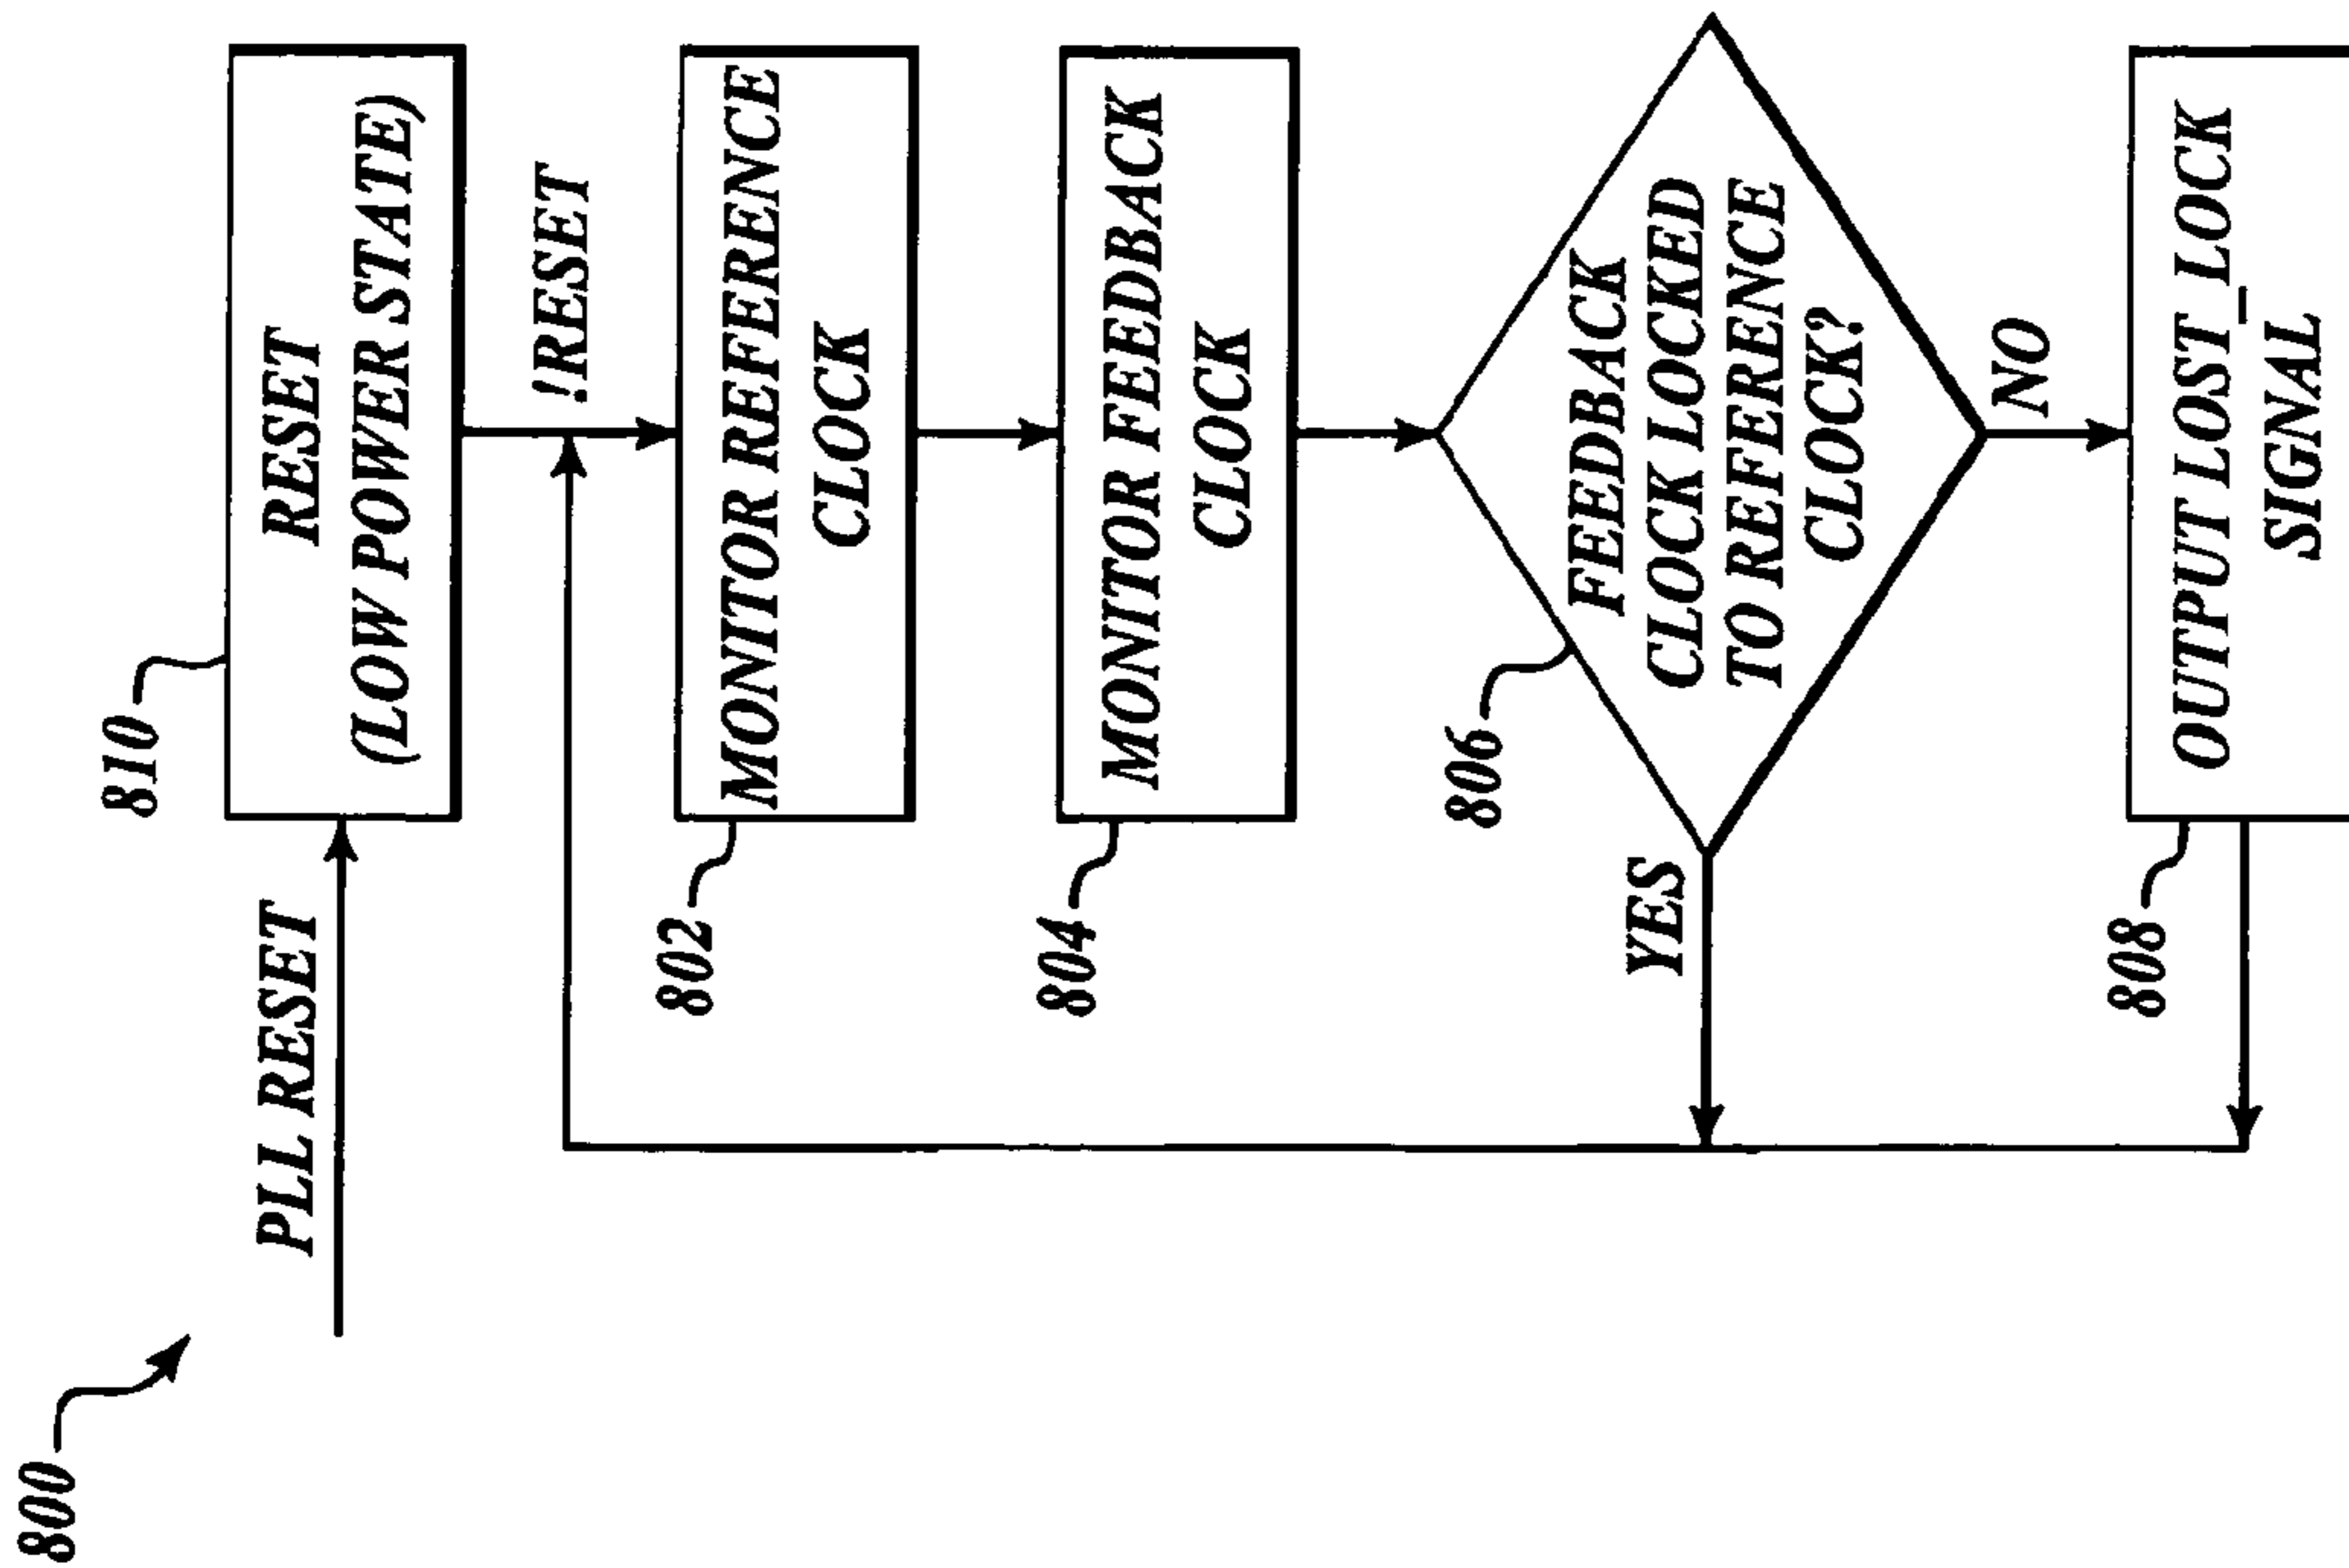 800
PLL RESET
810
RESET
(LOW POWER STATE)
!RESET
802
MONITOR REFERENCE
CLOCK
804
MONITOR FEEDBACK
CLOCK
806
FEEDBACK
CLOCK LOCKED
TO REFERENCE
CLOCK?
YES
NO
808
OUTPUT LOST_LOCK
SIGNAL